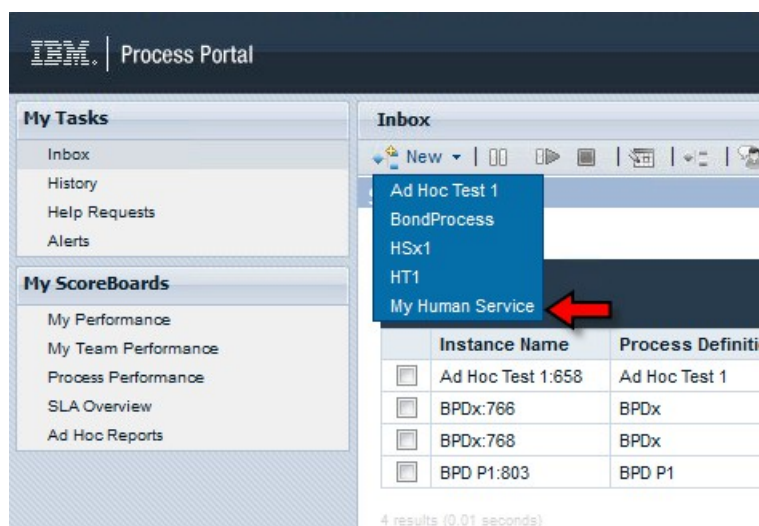 IBM. Process Portal
My Tasks
Inbox
History
Help Requests
Alerts
My ScoreBoards
My Performance
My Team Performance
Process Performance
SLA Overview
Ad Hoc Reports
Inbox
New
Ad Hoc Test 1
BondProcess
HSx1
HT1
My Human Service
Instance Name Process Definiti
Ad Hoc Test 1:658 Ad Hoc Test 1
BPDx:766 BPDx
BPDx:768 BPDx
BPD P1:803 BPD P1
4 results (0.01 seconds)